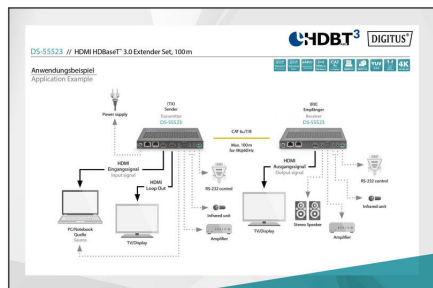 HDBT 3
DIGITUS®
DS-55523 // HDMI HDBaseT™ 3.0 Extender Set, 100m
Anwendungsbeispiel
Application Example
YUV
4K
Power supply
(TX)
Sender
Transmitter
DS-55523
CAT 6A/7/8
Max. 100m
for 4K@60Hz
(RX)
Empfänger
Receiver
DS-55523
HDMI
Eingangssignal
Input signal
HDMI
Loop Out
RS-232 control
Infrared unit
Amplifier
PC/Notebook
Quelle
Source
TV/Display
HDMI
Ausgangssignal
Output signal
TV/Display
Stereo Speaker
Amplifier
RS-232 control
Infrared unit